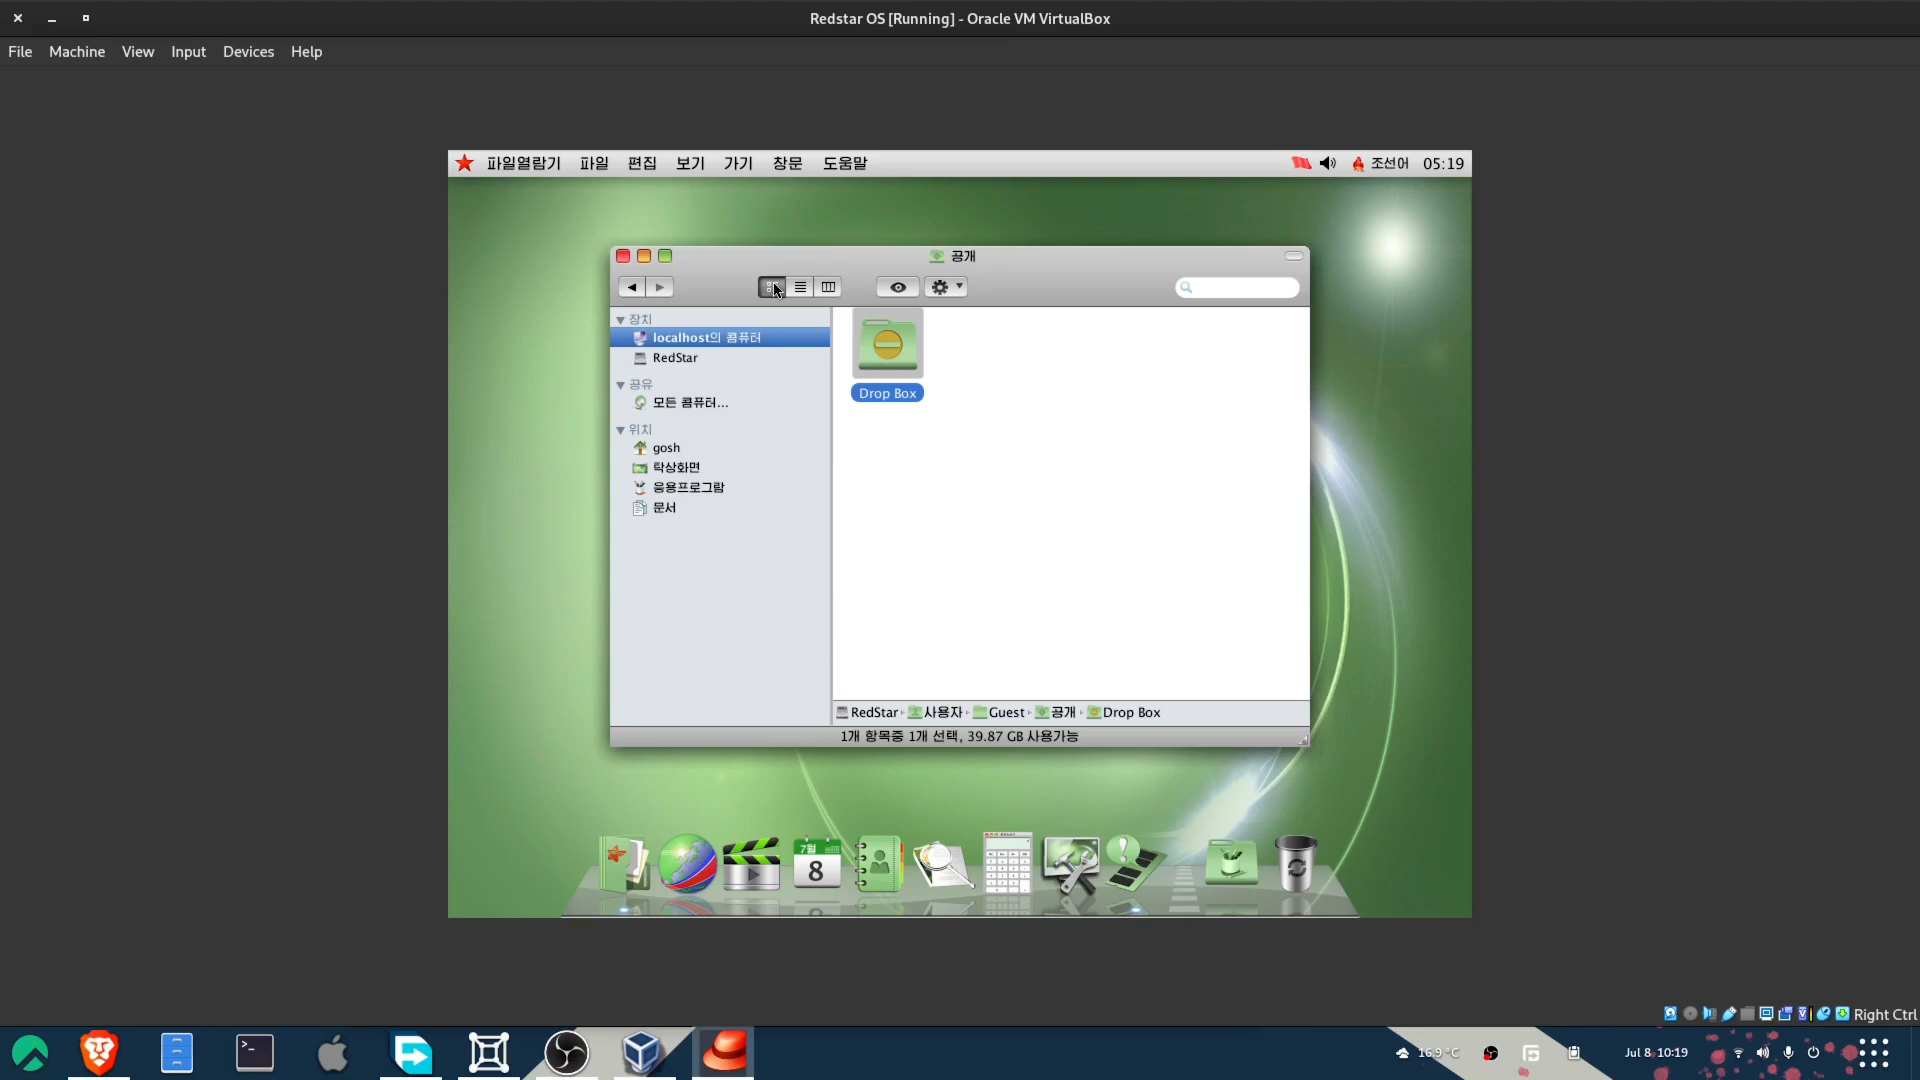 Redstar OS [Running] - Oracle VM VirtualBox
File Machine View Input Devices Help
파일열람기 파일 편집 보기 가기 창문 도움말 조선어 05:19
공개
장치
localhost의 콤퓨터
RedStar
공유
모든 콤퓨터...
위치
gosh
탁상화면
응용프로그람
문서
Drop Box
RedStar 사용자 Guest 공개 Drop Box
1개 항목중 1개 선택, 39.87 GB 사용가능
7월
8
Right Ctrl
16.9 °C
Jul 8 10:19